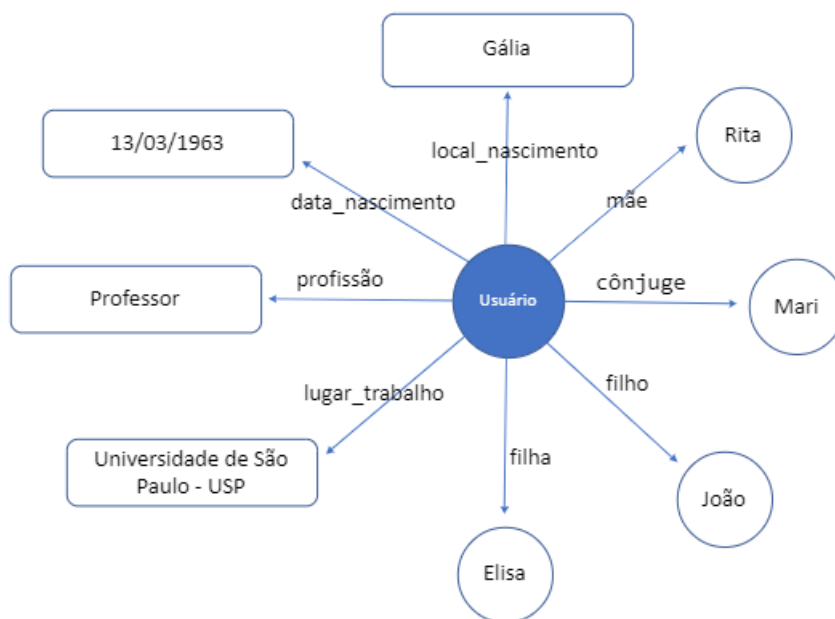 Gália
13/03/1963
Rita
local_nascimento
data_nascimento
mãe
profissão
Professor
Usuário
cônjuge
Mari
filho
lugar_trabalho
Universidade de São
Paulo - USP
filha
João
Elisa